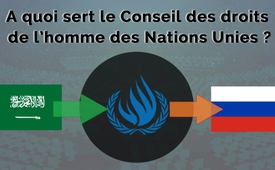 A quoi sert le Conseil des droits
de l'homme des Nations Unies ?